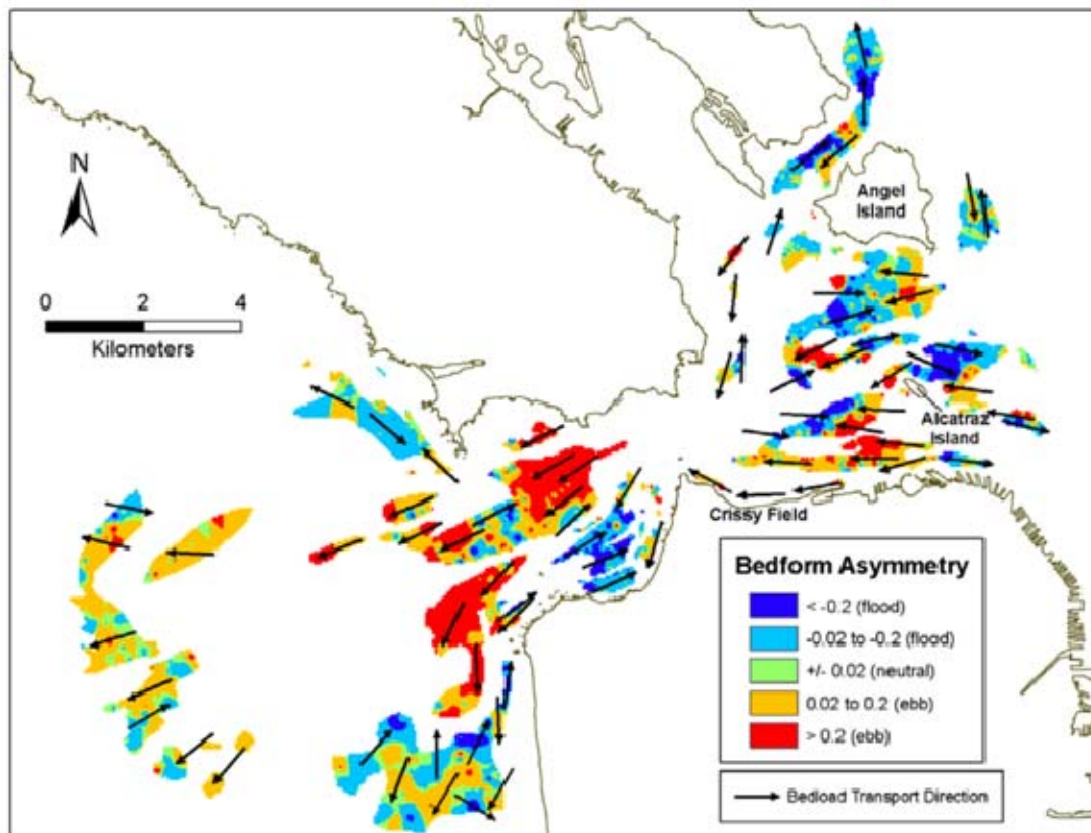 N
0 2 4
Kilometers
Angel
Island
Alcatraz
Island
Crissy Field
Bedform Asymmetry
< -0.2 (flood)
-0.02 to -0.2 (flood)
+/- 0.02 (neutral)
0.02 to 0.2 (ebb)
> 0.2 (ebb)
Bedload Transport Direction